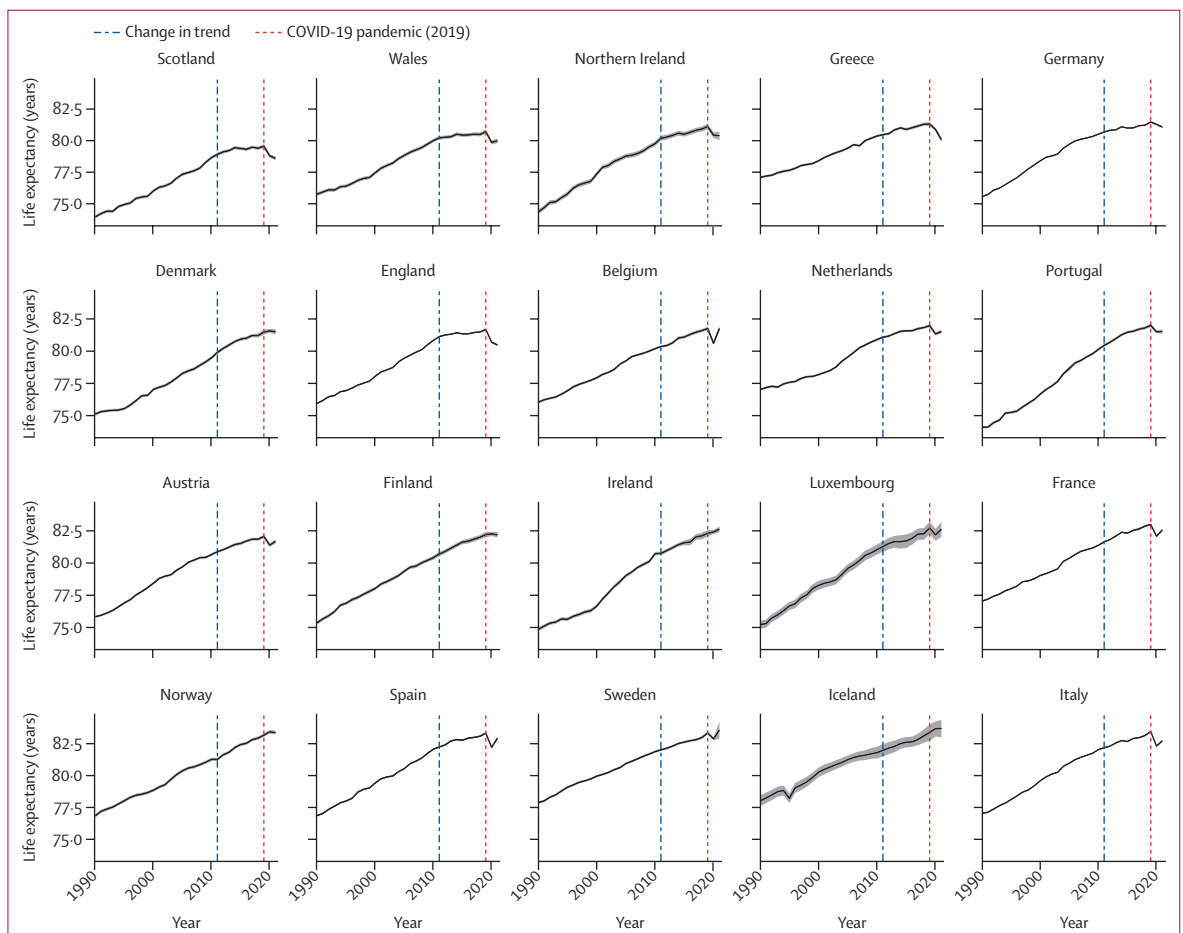 Change in trend COVID-19 pandemic (2019)
Scotland Wales Northern Ireland Greece Germany
Life expectancy (years)
82·5
80·0
77·5
75·0
1990 2000 2010 2020
Denmark England Belgium Netherlands Portugal
Life expectancy (years)
82·5
80·0
77·5
75·0
Austria Finland Ireland Luxembourg France
Life expectancy (years)
82·5
80·0
77·5
75·0
Norway Spain Sweden Iceland Italy
Life expectancy (years)
82·5
80·0
77·5
75·0
1990 2000 2010 2020 1990 2000 2010 2020 1990 2000 2010 2020 1990 2000 2010 2020 1990 2000 2010 2020
Year Year Year Year Year